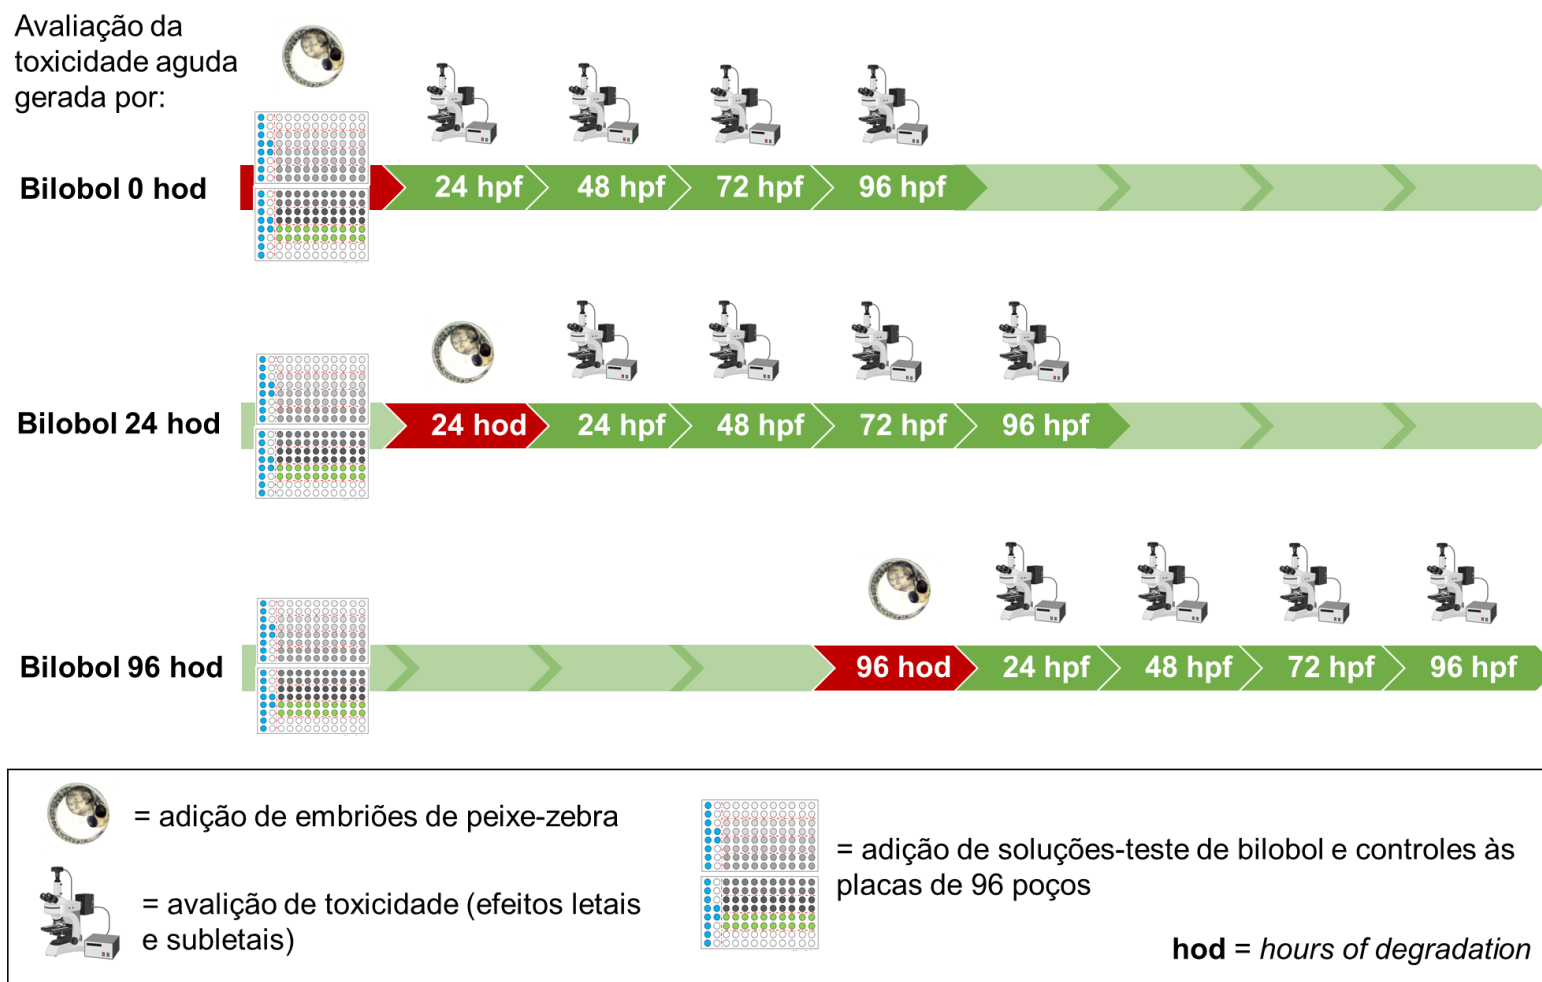 Avaliação da
toxicidade aguda
gerada por:
Bilobol 0 hod
24 hpf
48 hpf
72 hpf
96 hpf
Bilobol 24 hod
24 hod
24 hpf
48 hpf
72 hpf
96 hpf
Bilobol 96 hod
96 hod
24 hpf
48 hpf
72 hpf
96 hpf
= adição de embriões de peixe-zebra
= avalição de toxicidade (efeitos letais
e subletais)
= adição de soluções-teste de bilobol e controles às
placas de 96 poços
hod = hours of degradation